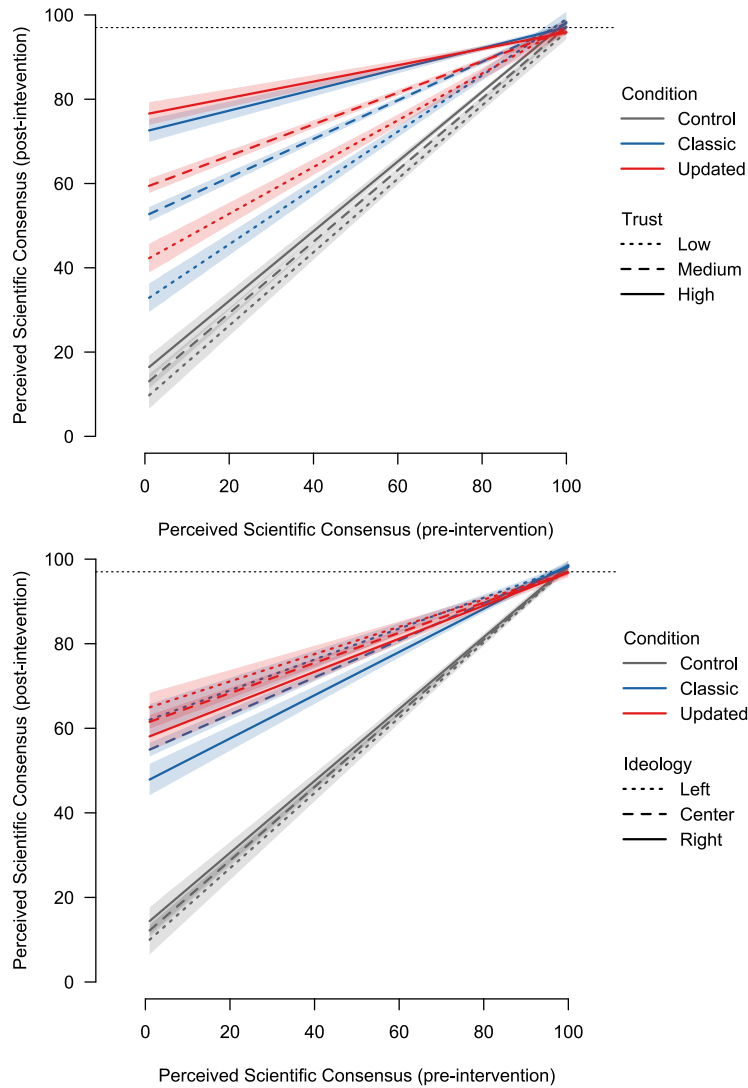 Perceived Scientific Consensus (post-intevention)
100
80
60
40
20
0
0 20 40 60 80 100
Perceived Scientific Consensus (pre-intervention)
Condition
Control
Classic
Updated
Trust
Low
Medium
High
Perceived Scientific Consensus (post-intevention)
100
80
60
40
20
0
0 20 40 60 80 100
Perceived Scientific Consensus (pre-intervention)
Condition
Control
Classic
Updated
Ideology
Left
Center
Right